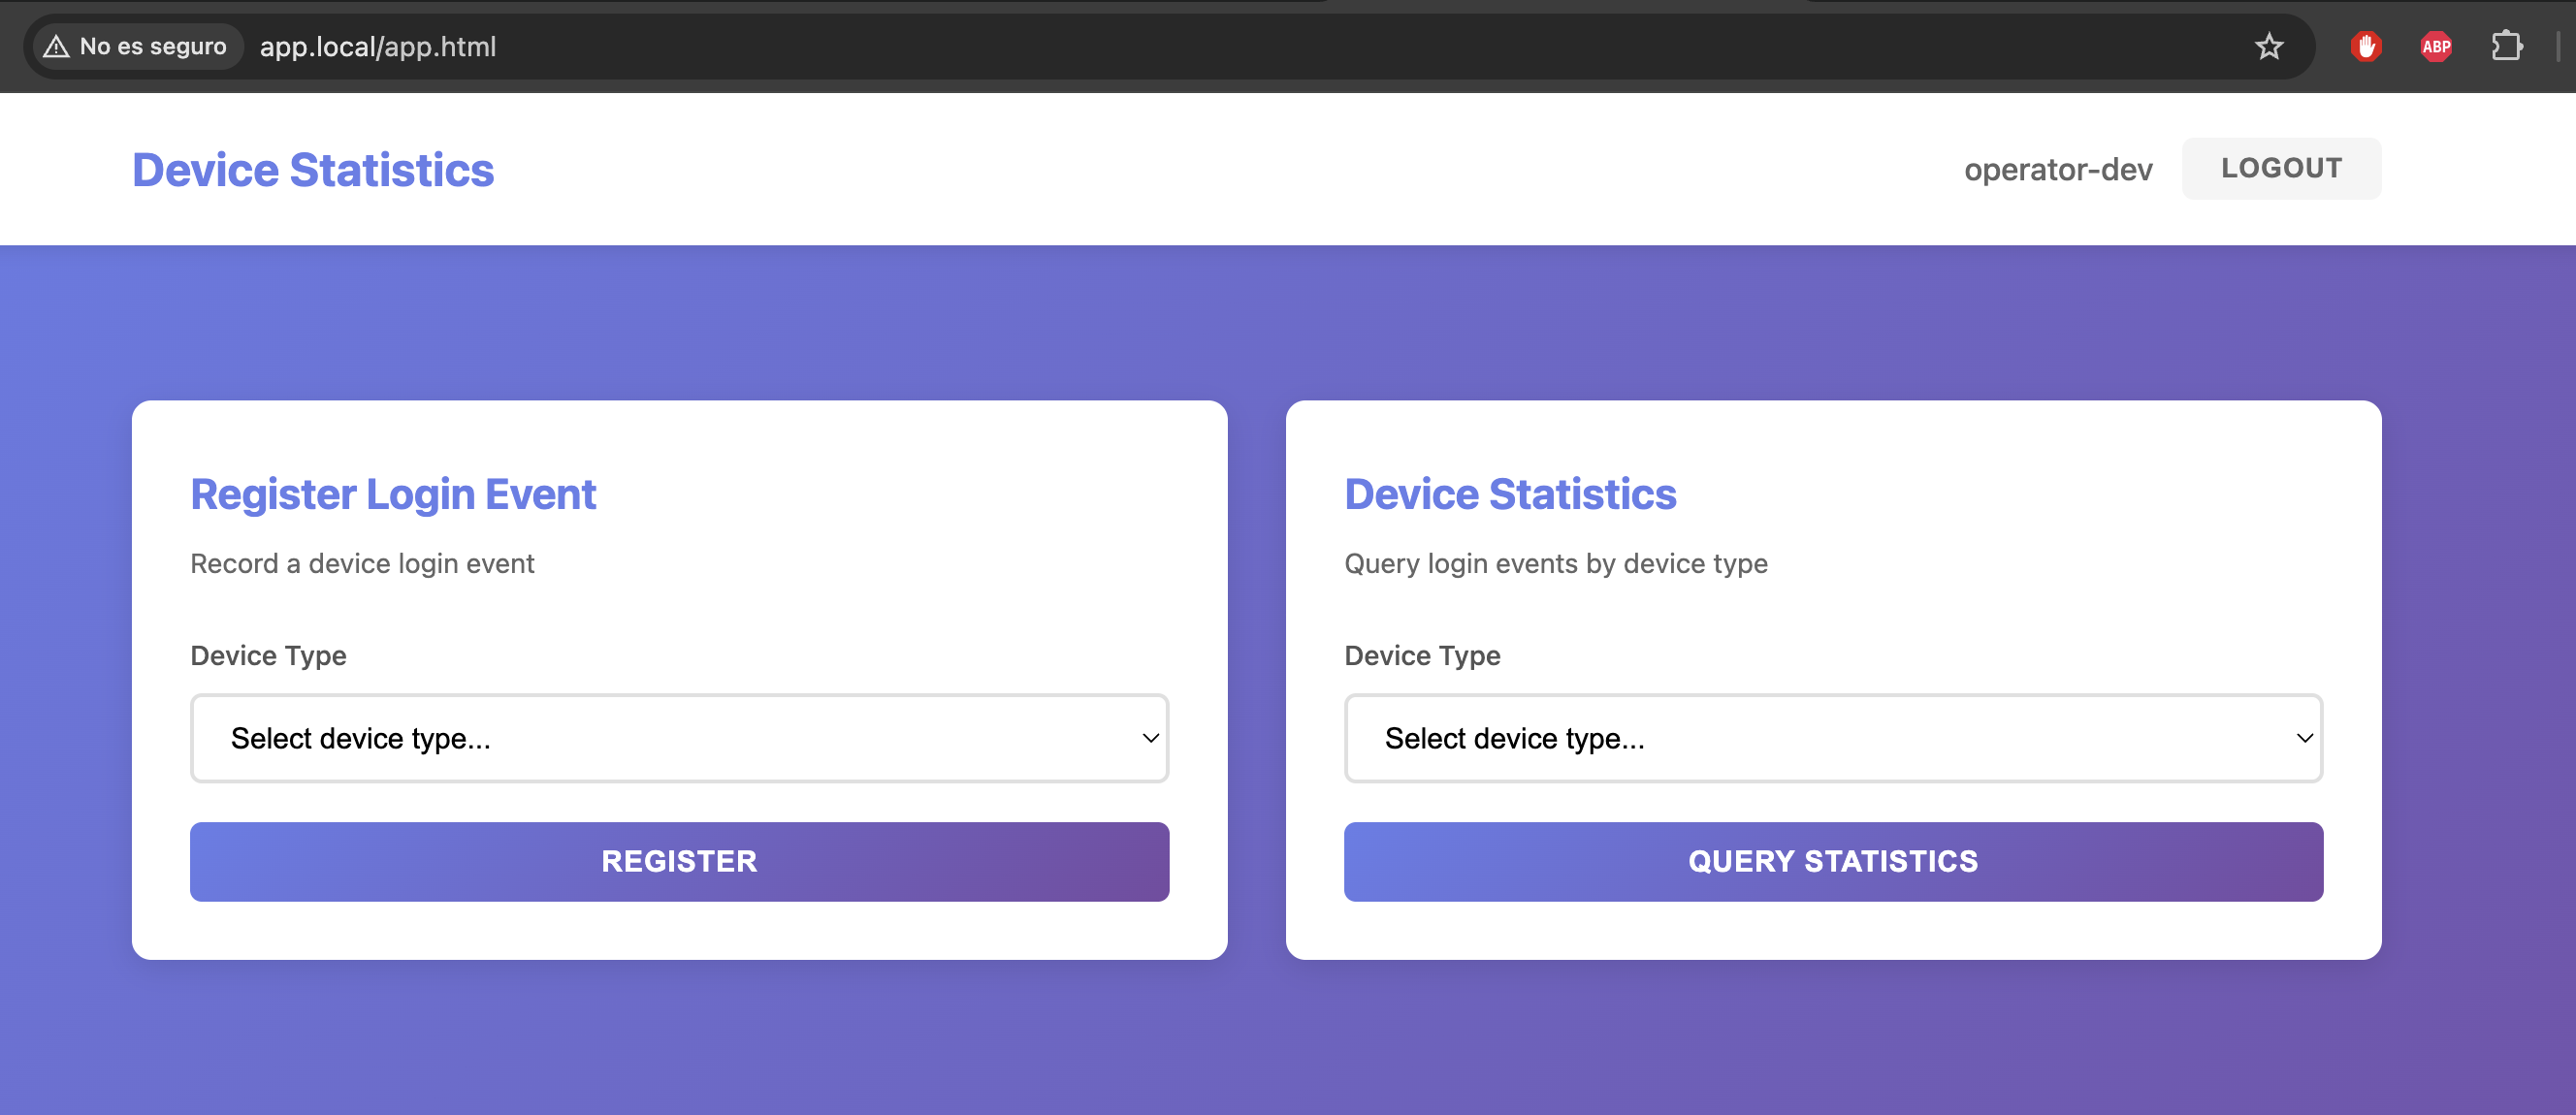 No es seguro app.local/app.html
ABP
Device Statistics
operator-dev LOGOUT
Register Login Event
Record a device login event
Device Type
Select device type...
REGISTER
Device Statistics
Query login events by device type
Device Type
Select device type...
QUERY STATISTICS